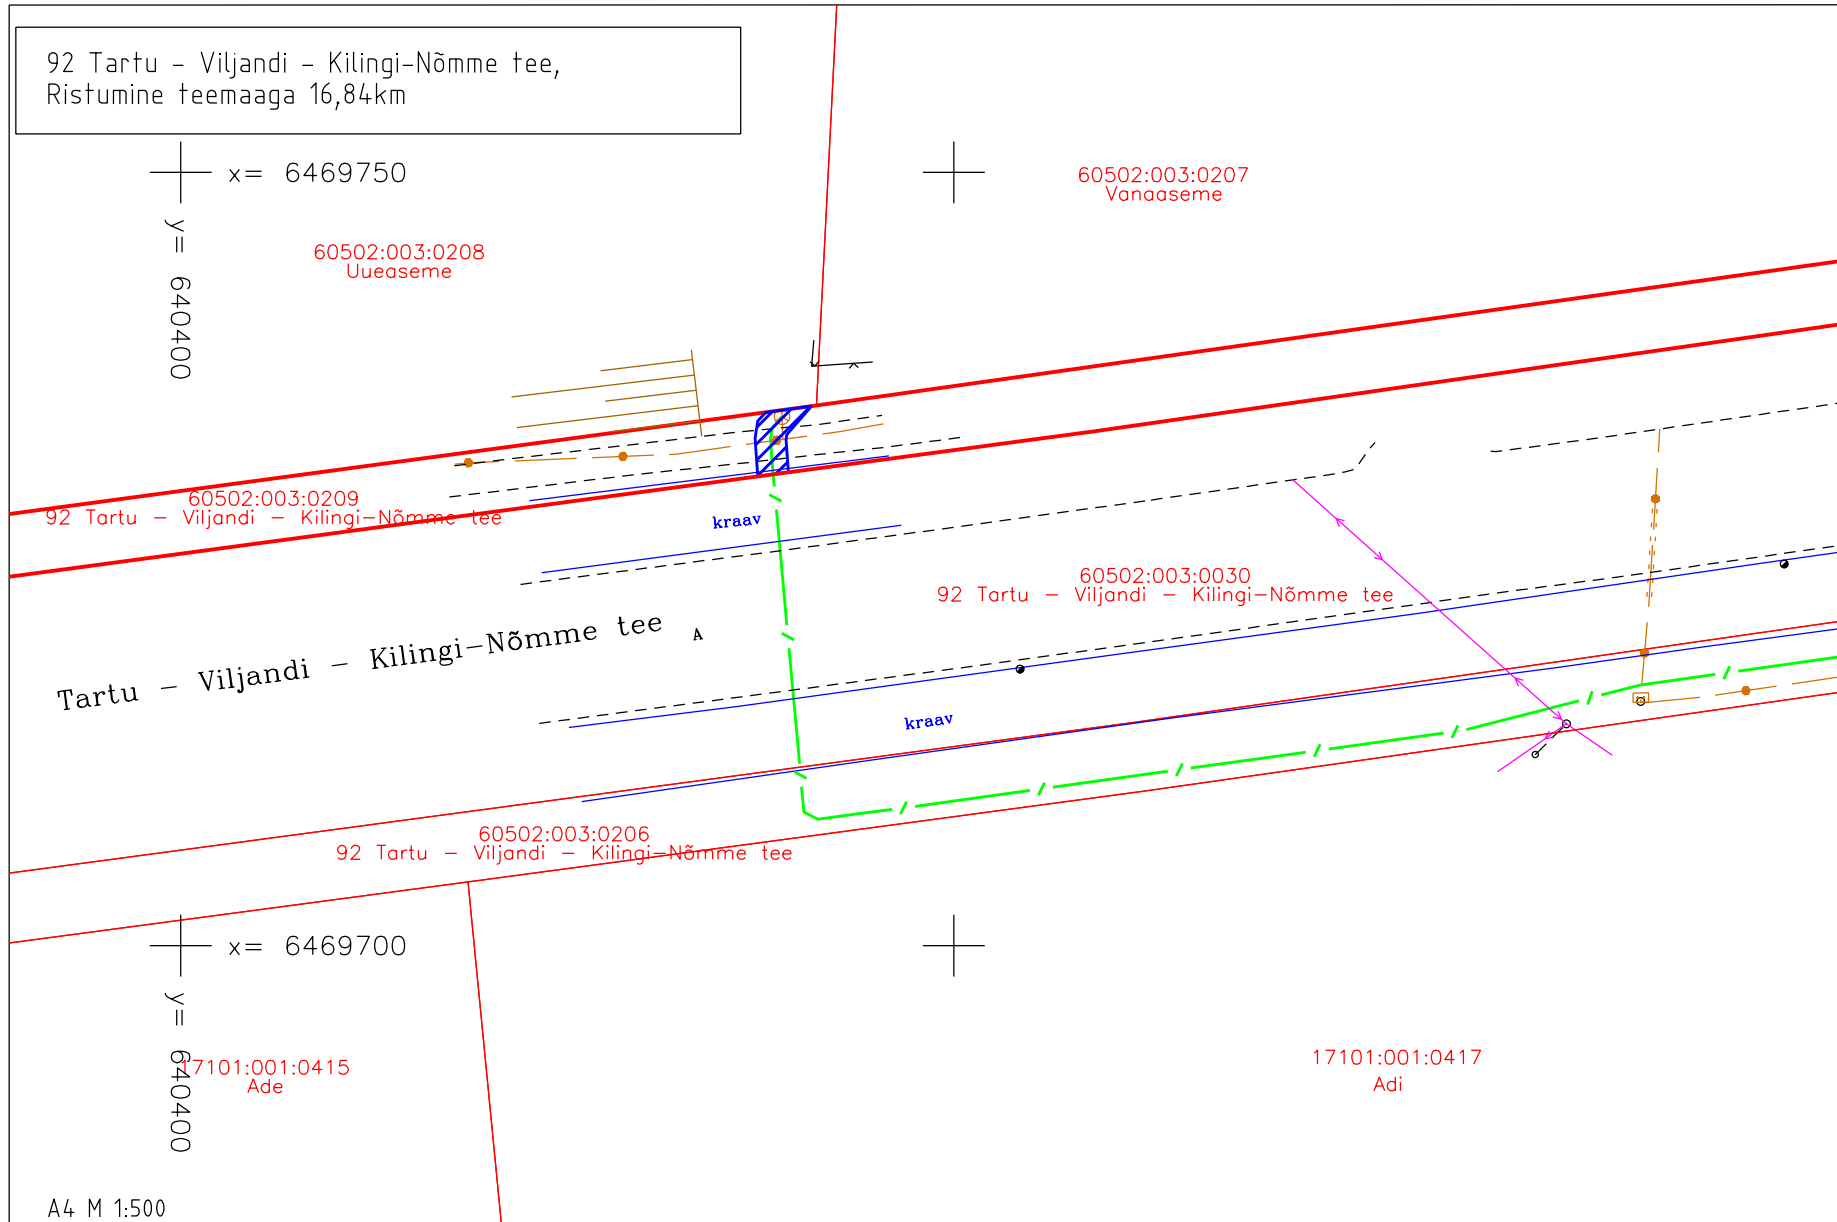 92 Tartu - Viljandi - Kilingi-Nõmme tee,
Ristumine teemaaga 16,84km
x= 6469750
y= 640400
60502:003:0207
Vanaaseme
60502:003:0208
Uueaseme
60502:003:0209
92 Tartu - Viljandi - Kilingi-Nõmme tee
kraav
60502:003:0030
92 Tartu - Viljandi - Kilingi-Nõmme tee
Tartu - Viljandi - Kilingi-Nõmme tee
A
kraav
60502:003:0206
92 Tartu - Viljandi - Kilingi-Nõmme tee
x= 6469700
y= 640400
17101:001:0415
Ade
17101:001:0417
Adi
A4 M 1:500